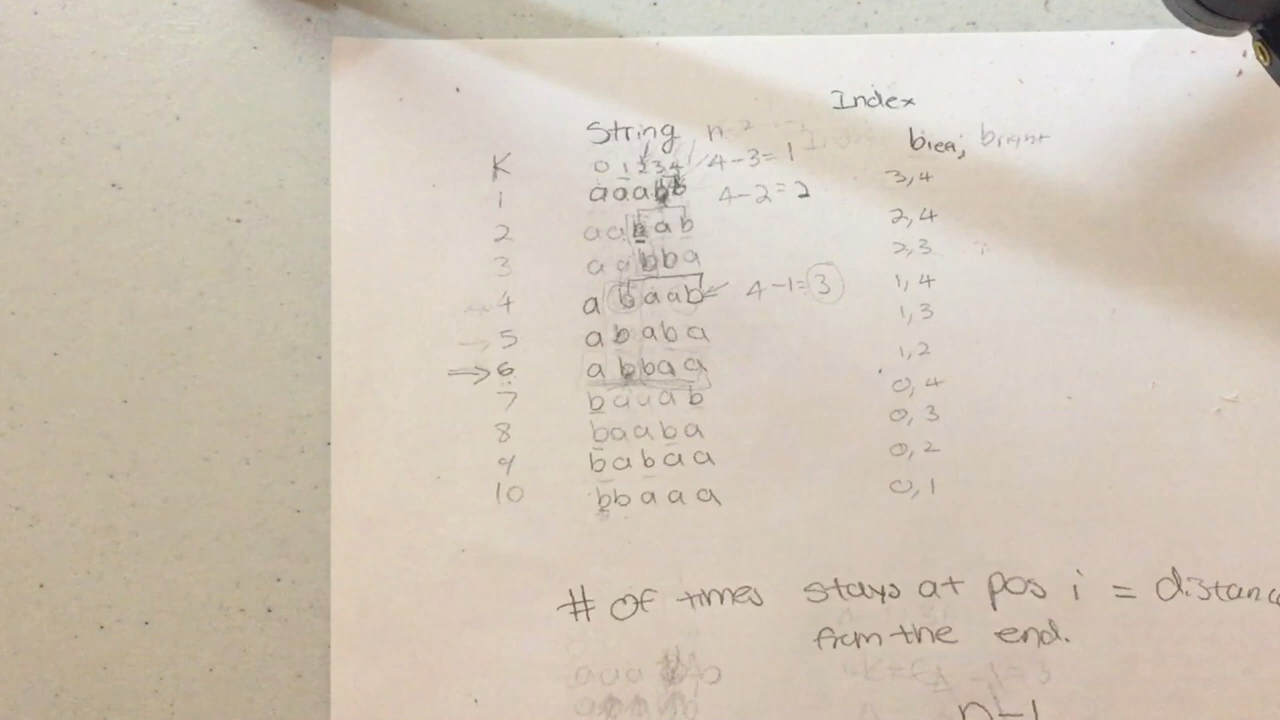 Index
String n-2 bleft, bright
K 0 1 2 3 4 4-3=1
1 aaabb 4-2=2 3,4
2 aabab 2,4
3 aabba 2,3
4 abaab 4-1=3 1,4
5 ababa 1,3
⇒6 abbaa 1,2
7 baaab 0,4
8 baaba 0,3
9 babaa 0,2
10 bbaaa 0,1
# of times stays at pos i = distanc
from the end.
n-1